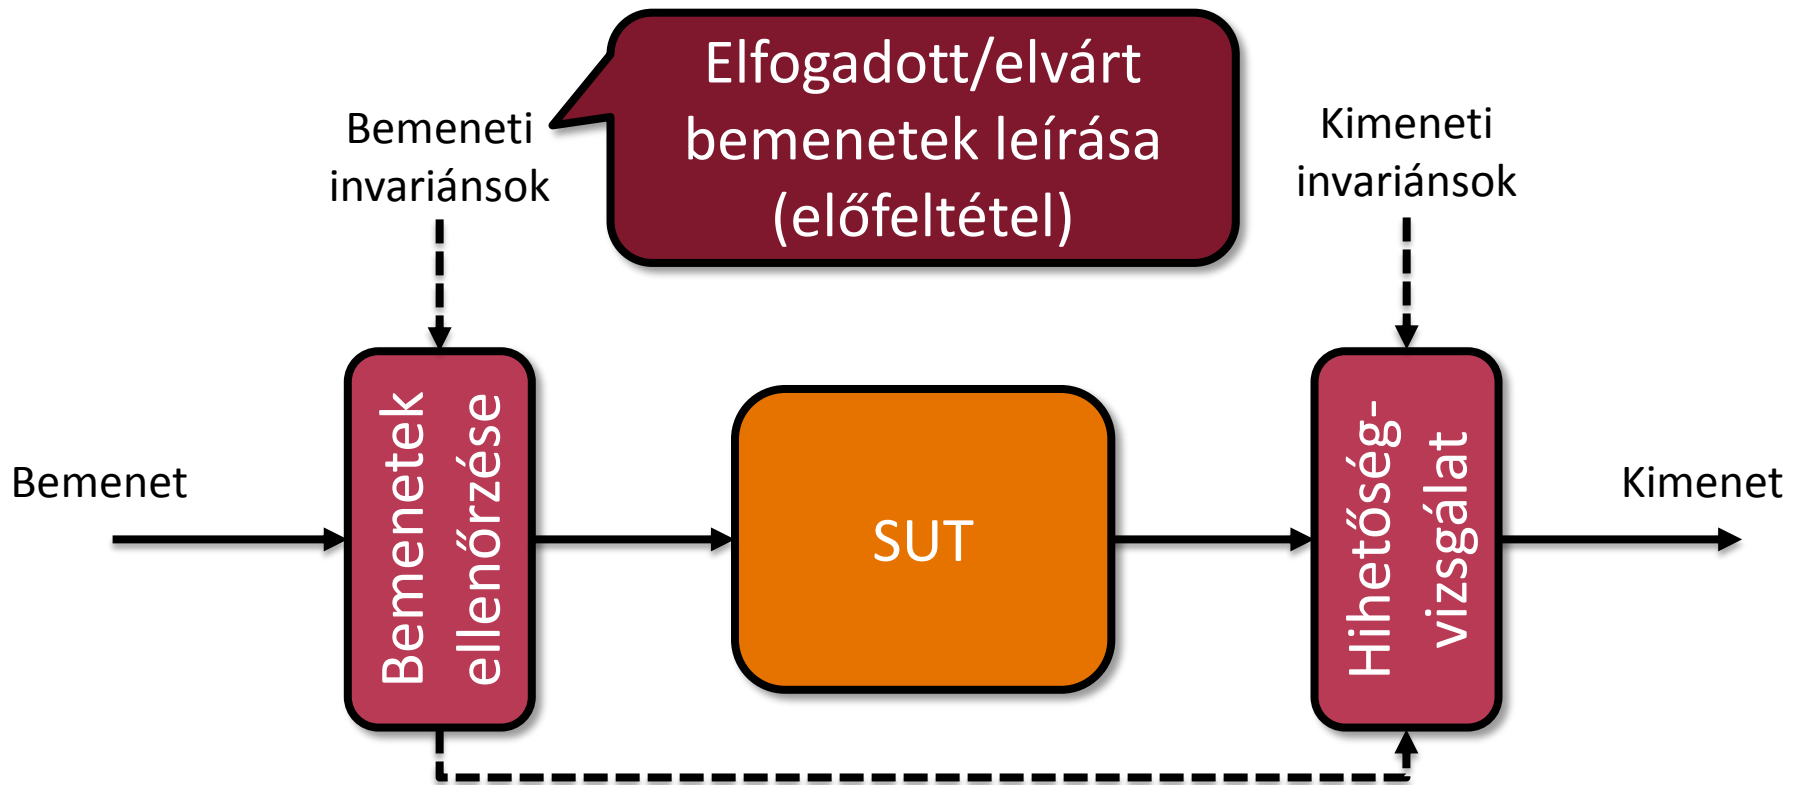 Elfogadott/elvárt
bemenetek leírása
(előfeltétel)
Bemeneti
invariánsok
Kimeneti
invariánsok
Bemenet
Bemenetek
ellenőrzése
SUT
Hihetőség-
vizsgálat
Kimenet